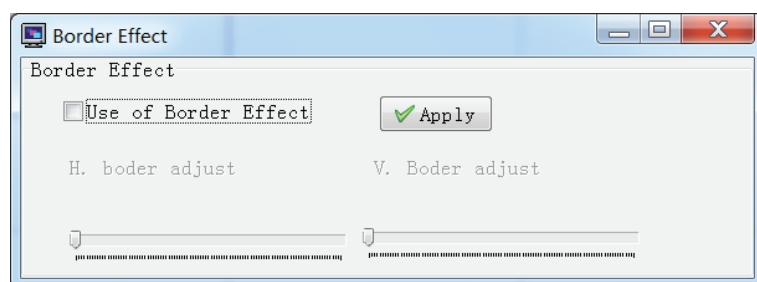 Border Effect
Border Effect
Use of Border Effect
Apply
H. boder adjust
V. Boder adjust